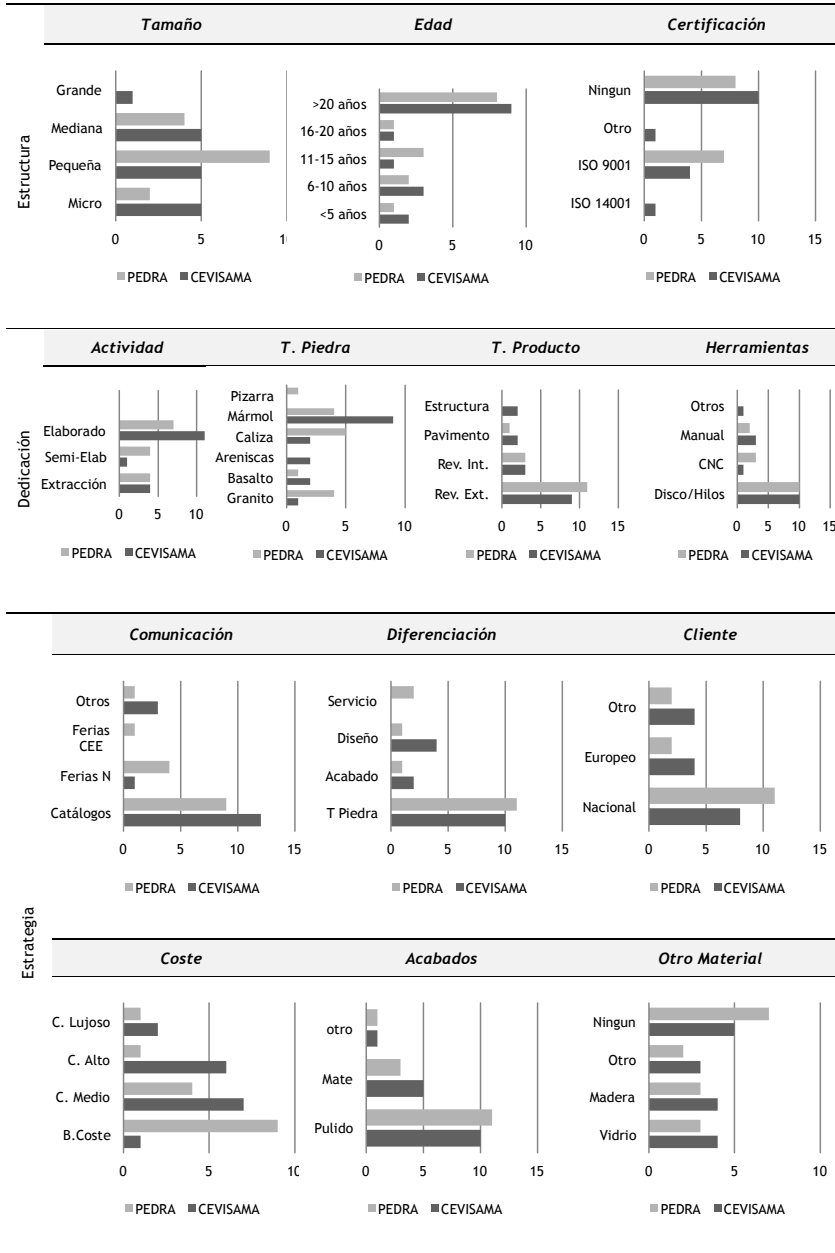 Tamaño Edad Certificación
Estructura
Grande
Mediana
Pequeña
Micro
0 5 1
PEDRA CEVISAMA
>20 años
16-20 años
11-15 años
6-10 años
<5 años
0 5 10
PEDRA CEVISAMA
Ningun
Otro
ISO 9001
ISO 14001
0 5 10 15
PEDRA CEVISAMA
Actividad T. Piedra T. Producto Herramientas
Dedicación
Elaborado
Semi-Elab
Extracción
0 5 10
PEDRA CEVISAMA
Pizarra
Mármol
Caliza
Areniscas
Basalto
Granito
0 5 10
PEDRA CEVISAMA
Estructura
Pavimento
Rev. Int.
Rev. Ext.
0 5 10 15
PEDRA CEVISAMA
Otros
Manual
CNC
Disco/Hilos
0 5 10 15
PEDRA CEVISAMA
Comunicación Diferenciación Cliente
Estrategia
Otros
Ferias
CEE
Ferias N
Catálogos
0 5 10 15
PEDRA CEVISAMA
Servicio
Diseño
Acabado
T Piedra
0 5 10 15
PEDRA CEVISAMA
Otro
Europeo
Nacional
0 5 10 15
PEDRA CEVISAMA
Coste Acabados Otro Material
C. Lujoso
C. Alto
C. Medio
B.Coste
0 5 10
PEDRA CEVISAMA
otro
Mate
Pulido
0 5 10 15
PEDRA CEVISAMA
Ningun
Otro
Madera
Vidrio
0 5 10
PEDRA CEVISAMA